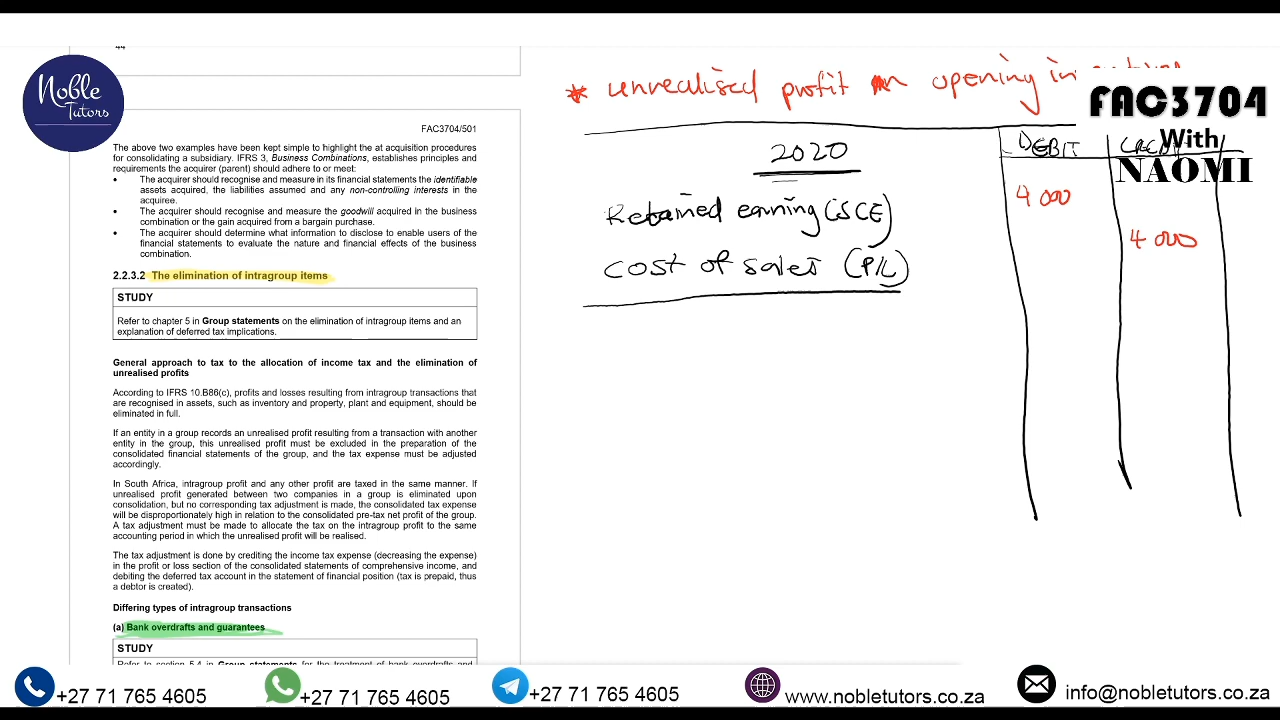 44
Noble
Tutors
FAC3704/501
The above two examples have been kept simple to highlight the at acquisition procedures
for consolidating a subsidiary. IFRS 3, Business Combinations, establishes principles and
requirements the acquirer (parent) should adhere to or meet:
• The acquirer should recognise and measure in its financial statements the identifiable
assets acquired, the liabilities assumed and any non-controlling interests in the
acquiree.
• The acquirer should recognise and measure the goodwill acquired in the business
combination or the gain acquired from a bargain purchase.
• The acquirer should determine what information to disclose to enable users of the
financial statements to evaluate the nature and financial effects of the business
combination.
2.2.3.2 The elimination of intragroup items
STUDY
Refer to chapter 5 in Group statements on the elimination of intragroup items and an
explanation of deferred tax implications.
General approach to tax to the allocation of income tax and the elimination of
unrealised profits
According to IFRS 10.B86(c), profits and losses resulting from intragroup transactions that
are recognised in assets, such as inventory and property, plant and equipment, should be
eliminated in full.
If an entity in a group records an unrealised profit resulting from a transaction with another
entity in the group, this unrealised profit must be excluded in the preparation of the
consolidated financial statements of the group, and the tax expense must be adjusted
accordingly.
In South Africa, intragroup profit and any other profit are taxed in the same manner. If
unrealised profit generated between two companies in a group is eliminated upon
consolidation, but no corresponding tax adjustment is made, the consolidated tax expense
will be disproportionately high in relation to the consolidated pre-tax net profit of the group.
A tax adjustment must be made to allocate the tax on the intragroup profit to the same
accounting period in which the unrealised profit will be realised.
The tax adjustment is done by crediting the income tax expense (decreasing the expense)
in the profit or loss section of the consolidated statements of comprehensive income, and
debiting the deferred tax account in the statement of financial position (tax is prepaid, thus
a debtor is created).
Differing types of intragroup transactions
(a) Bank overdrafts and guarantees
STUDY
Refer to section 5.4 in Group statements for the treatment of bank overdrafts and
* unrealised profit in opening
FAC3704
With
NAOMI
2020 DEBIT
Retained earning (SCE) 4 000
Cost of sales (P/L) 4 000
+27 71 765 4605
+27 71 765 4605
+27 71 765 4605
www.nobletutors.co.za
info@nobletutors.co.za